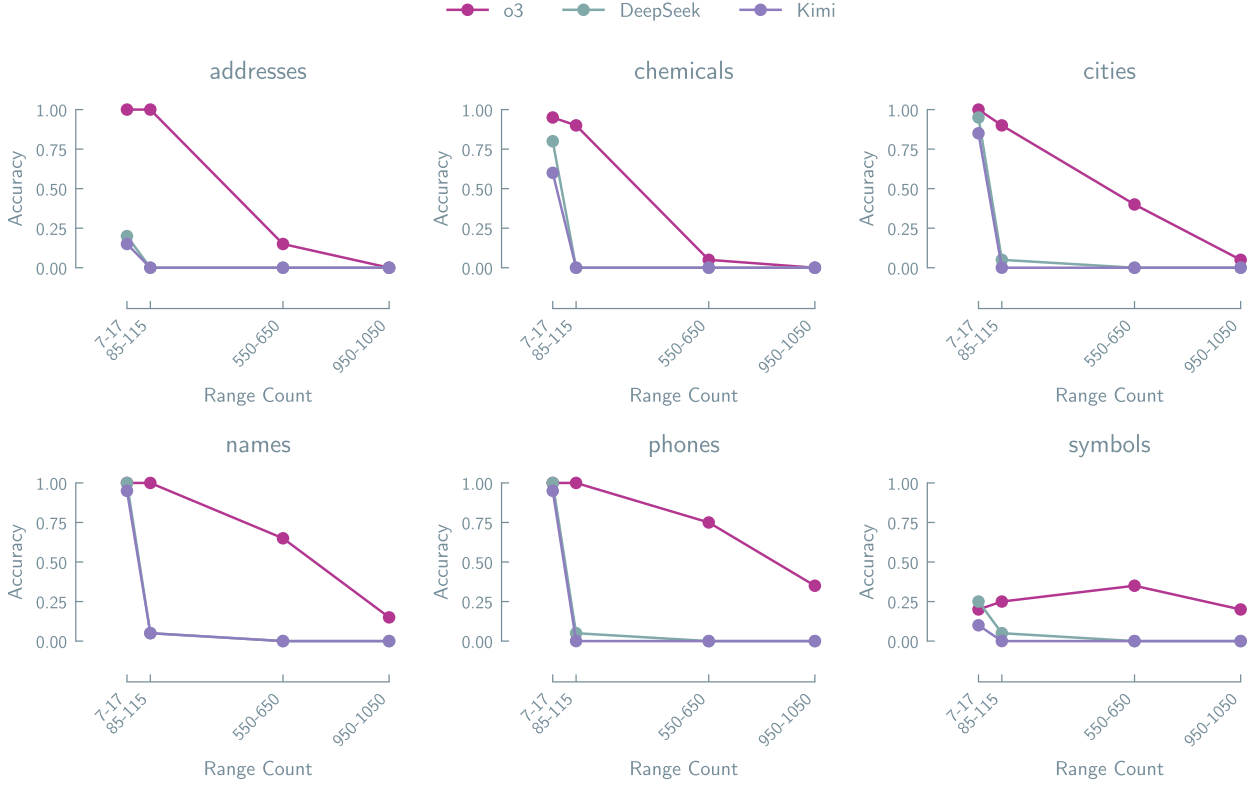 o3 DeepSeek Kimi
addresses chemicals cities
1.00 1.00 1.00
0.75 0.75 0.75
0.50 0.50 0.50
0.25 0.25 0.25
0.00 0.00 0.00
Accuracy Accuracy Accuracy
7-17 85-115 550-650 950-1050 7-17 85-115 550-650 950-1050 7-17 85-115 550-650 950-1050
Range Count Range Count Range Count
names phones symbols
1.00 1.00 1.00
0.75 0.75 0.75
0.50 0.50 0.50
0.25 0.25 0.25
0.00 0.00 0.00
Accuracy Accuracy Accuracy
7-17 85-115 550-650 950-1050 7-17 85-115 550-650 950-1050 7-17 85-115 550-650 950-1050
Range Count Range Count Range Count